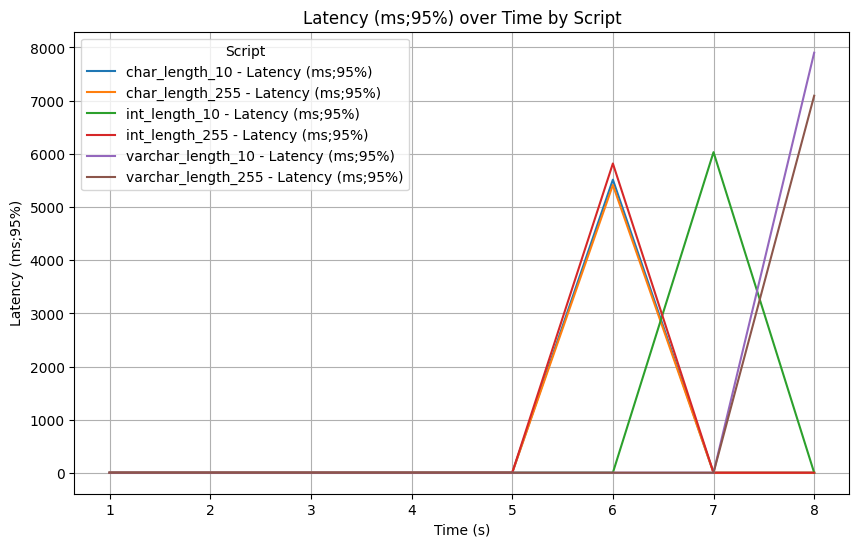 Latency (ms;95%) over Time by Script
Script
char_length_10 - Latency (ms;95%)
char_length_255 - Latency (ms;95%)
int_length_10 - Latency (ms;95%)
int_length_255 - Latency (ms;95%)
varchar_length_10 - Latency (ms;95%)
varchar_length_255 - Latency (ms;95%)
Latency (ms;95%)
8000
7000
6000
5000
4000
3000
2000
1000
0
1 2 3 4 5 6 7 8
Time (s)